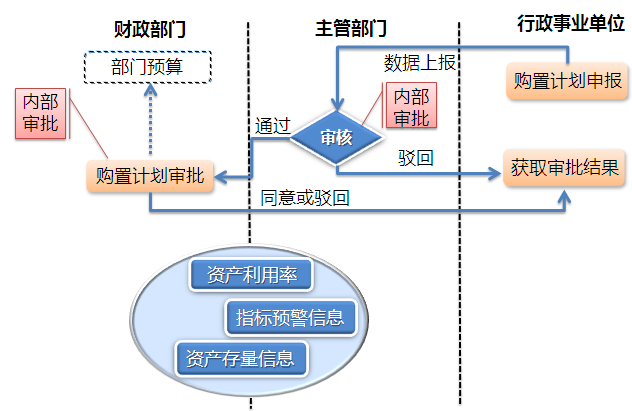 财政部门
主管部门
行政事业单位
部门预算
数据上报
购置计划申报
内部
审批
内部
审批
通过
审核
驳回
购置计划审批
获取审批结果
同意或驳回
资产利用率
指标预警信息
资产存量信息